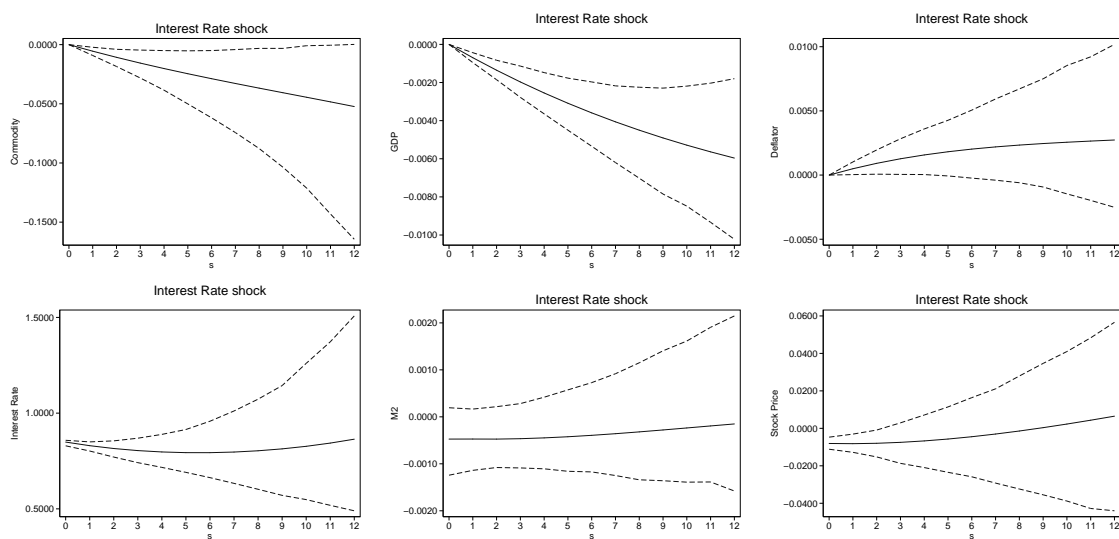 Interest Rate shock
Commodity
0.0000
−0.0500
−0.1000
−0.1500
0 1 2 3 4 5 6 7 8 9 10 11 12
s
Interest Rate shock
GDP
0.0000
−0.0020
−0.0040
−0.0060
−0.0080
−0.0100
0 1 2 3 4 5 6 7 8 9 10 11 12
s
Interest Rate shock
Deflator
0.0100
0.0050
0.0000
−0.0050
0 1 2 3 4 5 6 7 8 9 10 11 12
s
Interest Rate shock
Interest Rate
1.5000
1.0000
0.5000
0 1 2 3 4 5 6 7 8 9 10 11 12
s
Interest Rate shock
M2
0.0020
0.0010
0.0000
−0.0010
−0.0020
0 1 2 3 4 5 6 7 8 9 10 11 12
s
Interest Rate shock
Stock Price
0.0600
0.0400
0.0200
0.0000
−0.0200
−0.0400
0 1 2 3 4 5 6 7 8 9 10 11 12
s